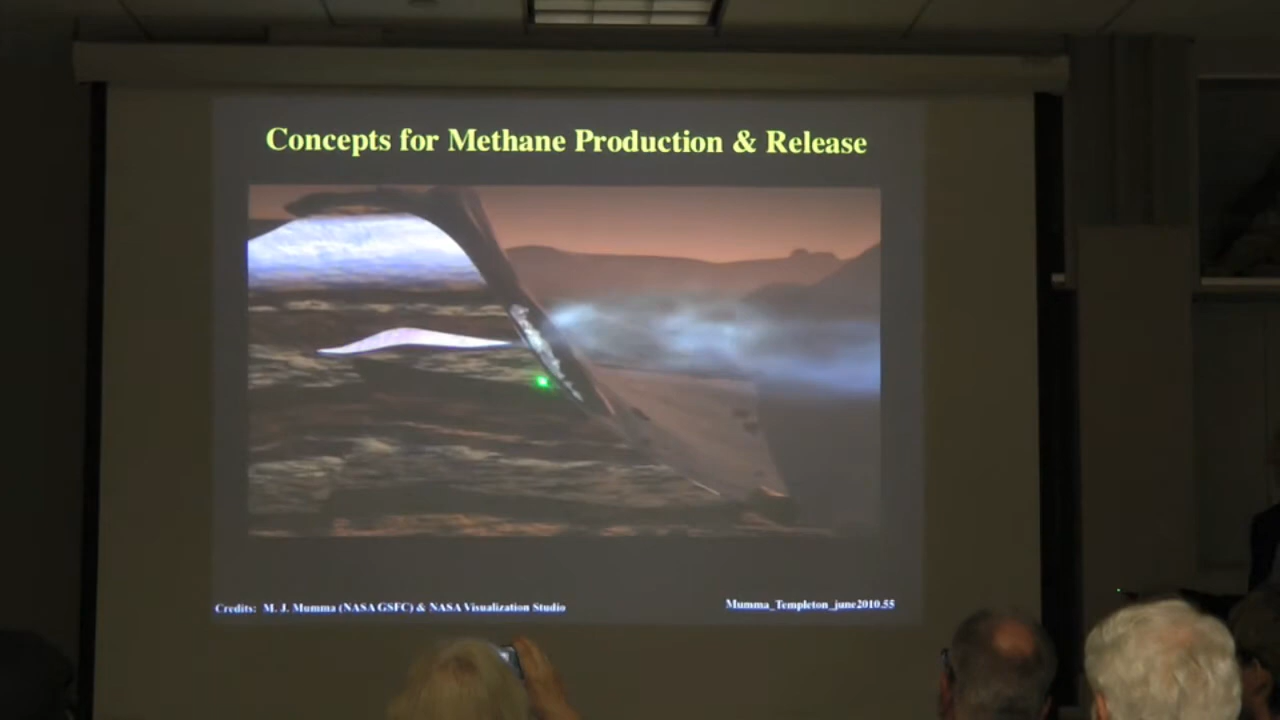 Concepts for Methane Production & Release
Credits: M. J. Mumma (NASA GSFC) & NASA Visualization Studio
Mumma_Templeton_june2010.55